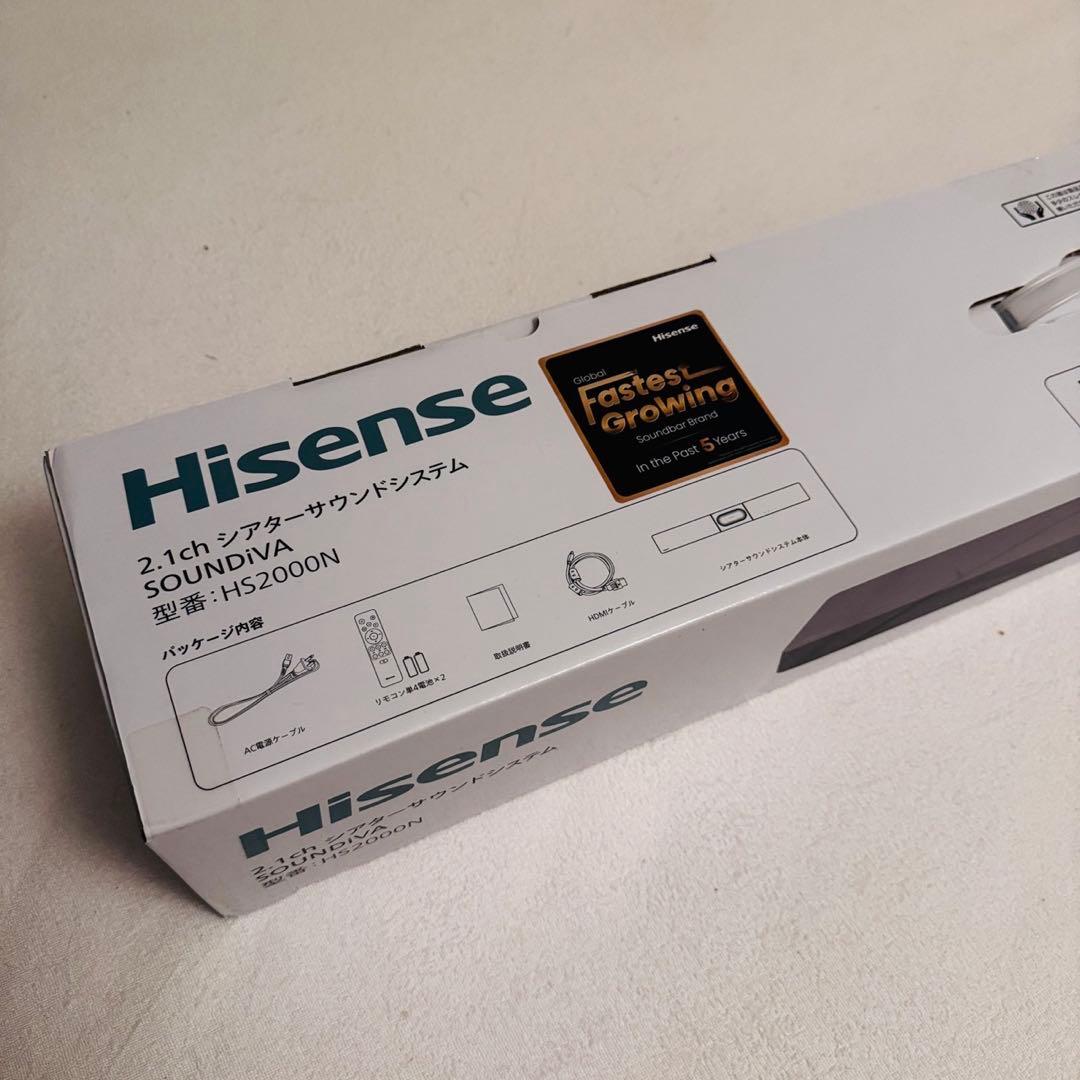 Hisense
2.1ch シアターサウンドシステム
SOUNDiVA
型番:HS2000N
Hisense
Global
Fastest
Growing
Soundbar Brand
In the Past 5 Years
パッケージ内容
AC電源ケーブル
リモコン単4電池×2
取扱説明書
HDMIケーブル
シアターサウンドシステム本体
Hisense
2.1ch シアターサウンドシステム
SOUNDiVA
型番:HS2000N